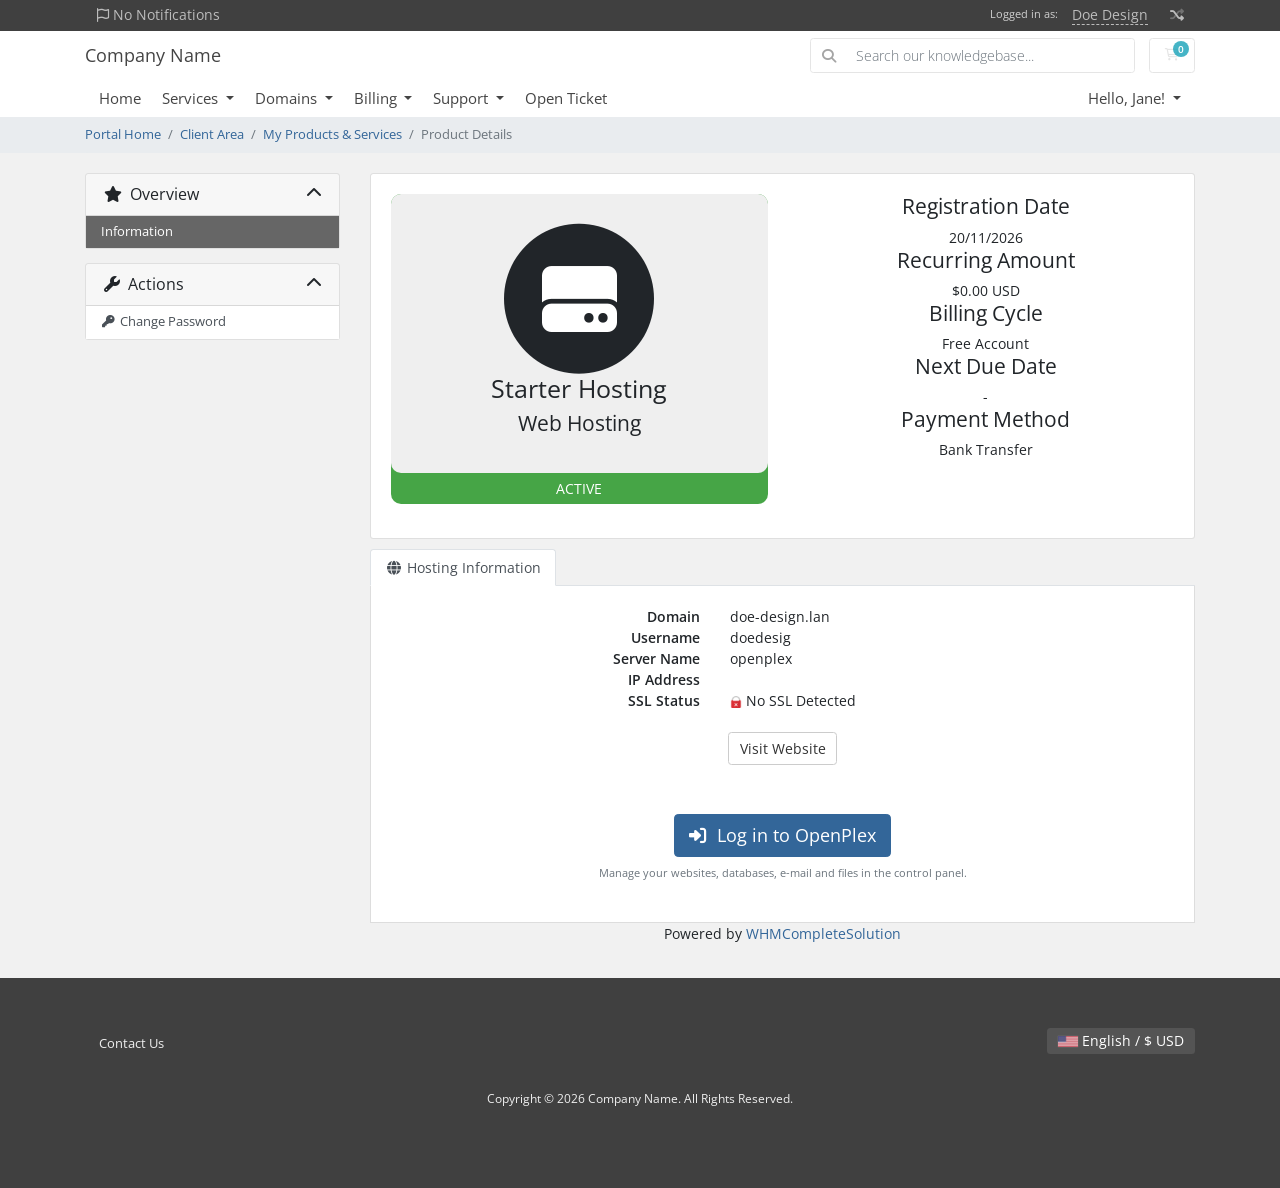 No Notifications
Logged in as: Doe Design
Company Name
Search our knowledgebase...
0
Home Services Domains Billing Support Open Ticket Hello, Jane!
Portal Home / Client Area / My Products & Services / Product Details
Overview
Information
Actions
Change Password
Starter Hosting
Web Hosting
ACTIVE
Registration Date
20/11/2026
Recurring Amount
$0.00 USD
Billing Cycle
Free Account
Next Due Date
-
Payment Method
Bank Transfer
Hosting Information
Domain doe-design.lan
Username doedesig
Server Name openplex
IP Address
SSL Status No SSL Detected
Visit Website
Log in to OpenPlex
Manage your websites, databases, e-mail and files in the control panel.
Powered by WHMCompleteSolution
Contact Us
English / $ USD
Copyright © 2026 Company Name. All Rights Reserved.